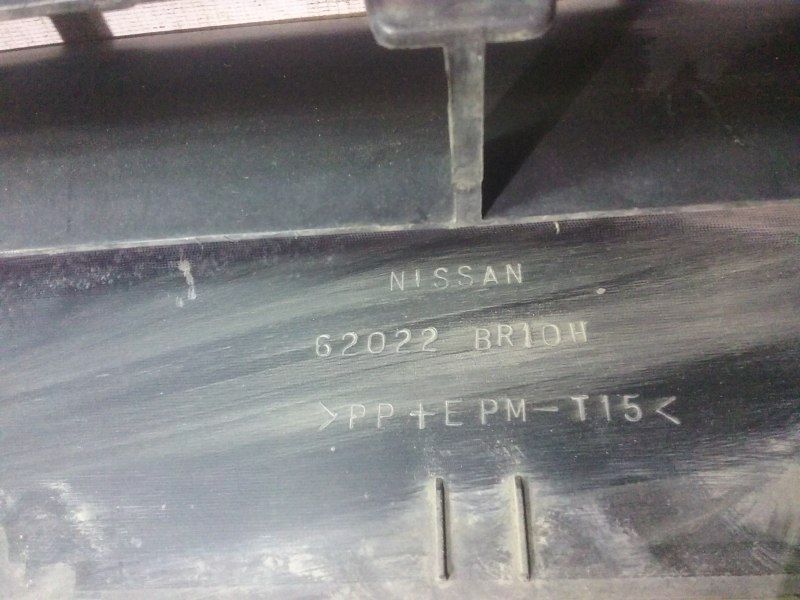 NISSAN
62022 BR10H
>PP+EPM-T15<